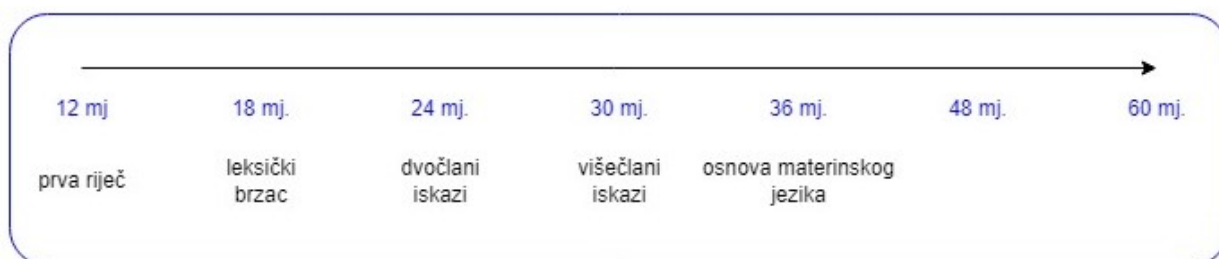 12 mj 18 mj. 24 mj. 30 mj. 36 mj. 48 mj. 60 mj.
prva riječ
leksički
brzac
dvočlani
iskazi
višečlani
iskazi
osnova materinskog
jezika